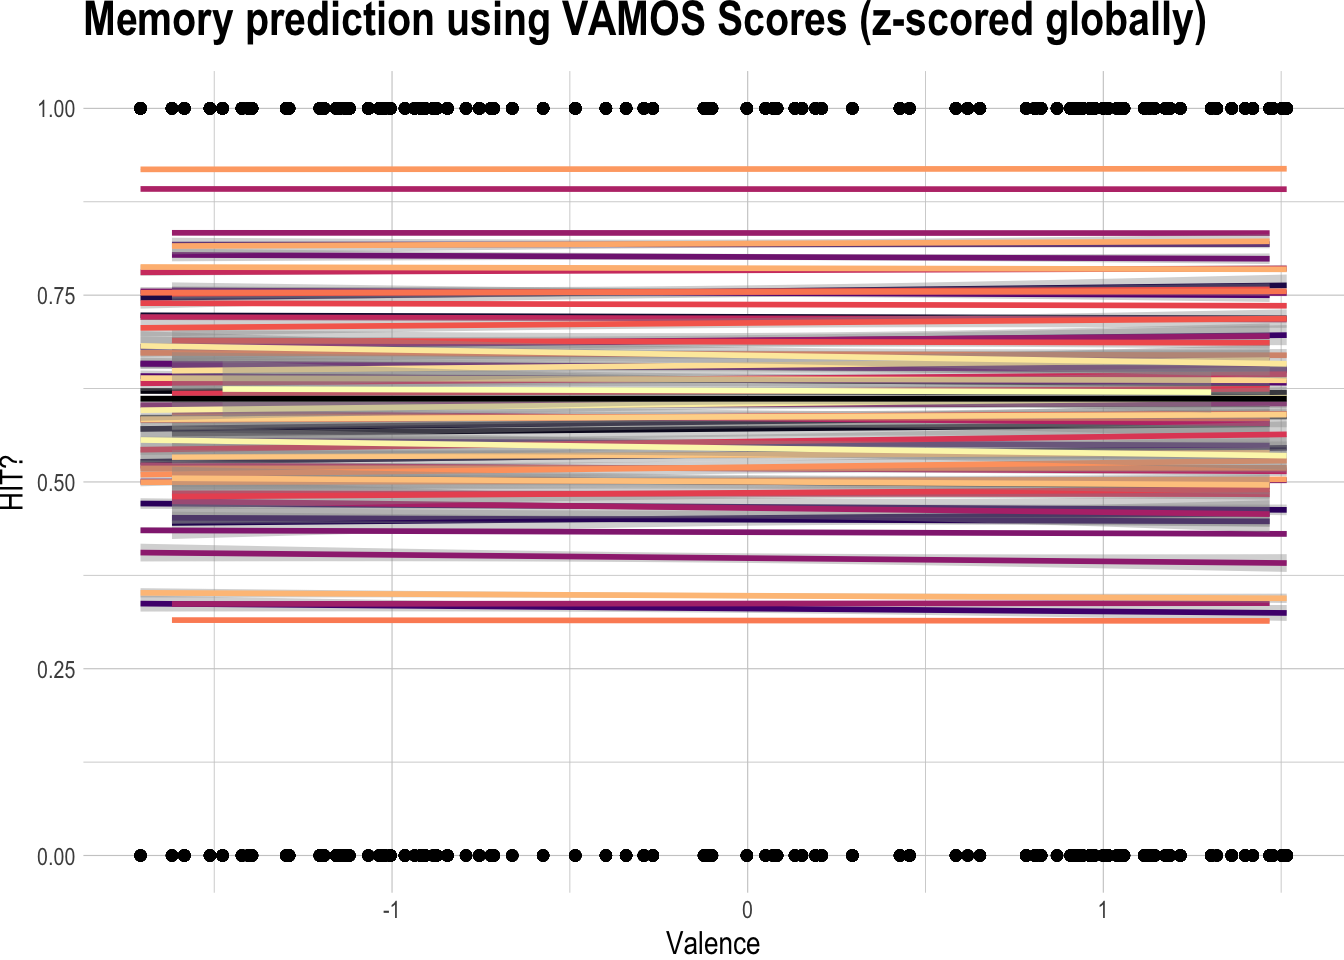 Memory prediction using VAMOS Scores (z-scored globally)
1.00
0.75
0.50
0.25
0.00
HIT?
-1
0
1
Valence